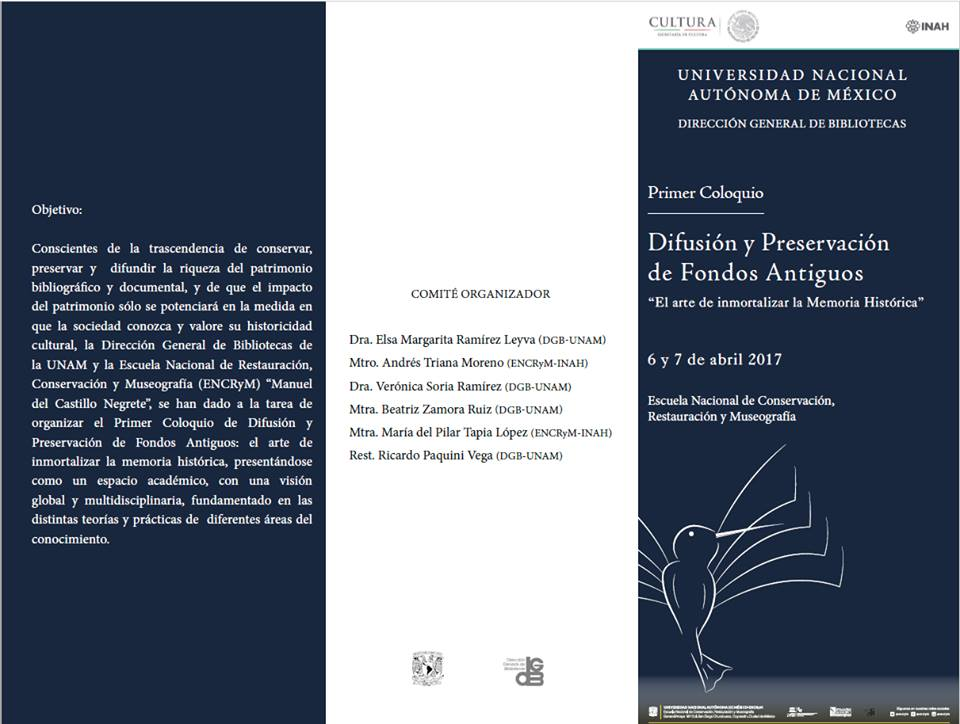 Objetivo:
Conscientes de la trascendencia de conservar,
preservar y difundir la riqueza del patrimonio
bibliográfico y documental, y de que el impacto
del patrimonio sólo se potenciará en la medida
en que la sociedad conozca y valore su historicidad
cultural, la Dirección General de Bibliotecas de
la UNAM y la Escuela Nacional de Restauración,
Conservación y Museografía (ENCRyM) “Manuel
del Castillo Negrete”, se han dado a la tarea de
organizar el Primer Coloquio de Difusión y
Preservación de Fondos Antiguos: el arte de
inmortalizar la memoria histórica, presentándose
como un espacio académico, con una visión
global y multidisciplinaria, fundamentado en las
distintas teorías y prácticas de diferentes áreas del
conocimiento.
COMITÉ ORGANIZADOR
Dra. Elsa Margarita Ramírez Leyva (DGB-UNAM)
Mtro. Andrés Triana Moreno (ENCRyM-INAH)
Dra. Verónica Soria Ramírez (DGB-UNAM)
Mtra. Beatriz Zamora Ruiz (DGB-UNAM)
Mtra. María del Pilar Tapia López (ENCRyM-INAH)
Rest. Ricardo Paquini Vega (DGB-UNAM)
Dirección
General de
Bibliotecas
CULTURA
SECRETARÍA DE CULTURA
INAH
UNIVERSIDAD NACIONAL
AUTÓNOMA DE MÉXICO
DIRECCIÓN GENERAL DE BIBLIOTECAS
Primer Coloquio
Difusión y Preservación
de Fondos Antiguos
“El arte de inmortalizar la Memoria Histórica”
6 y 7 de abril 2017
Escuela Nacional de Conservación,
Restauración y Museografía